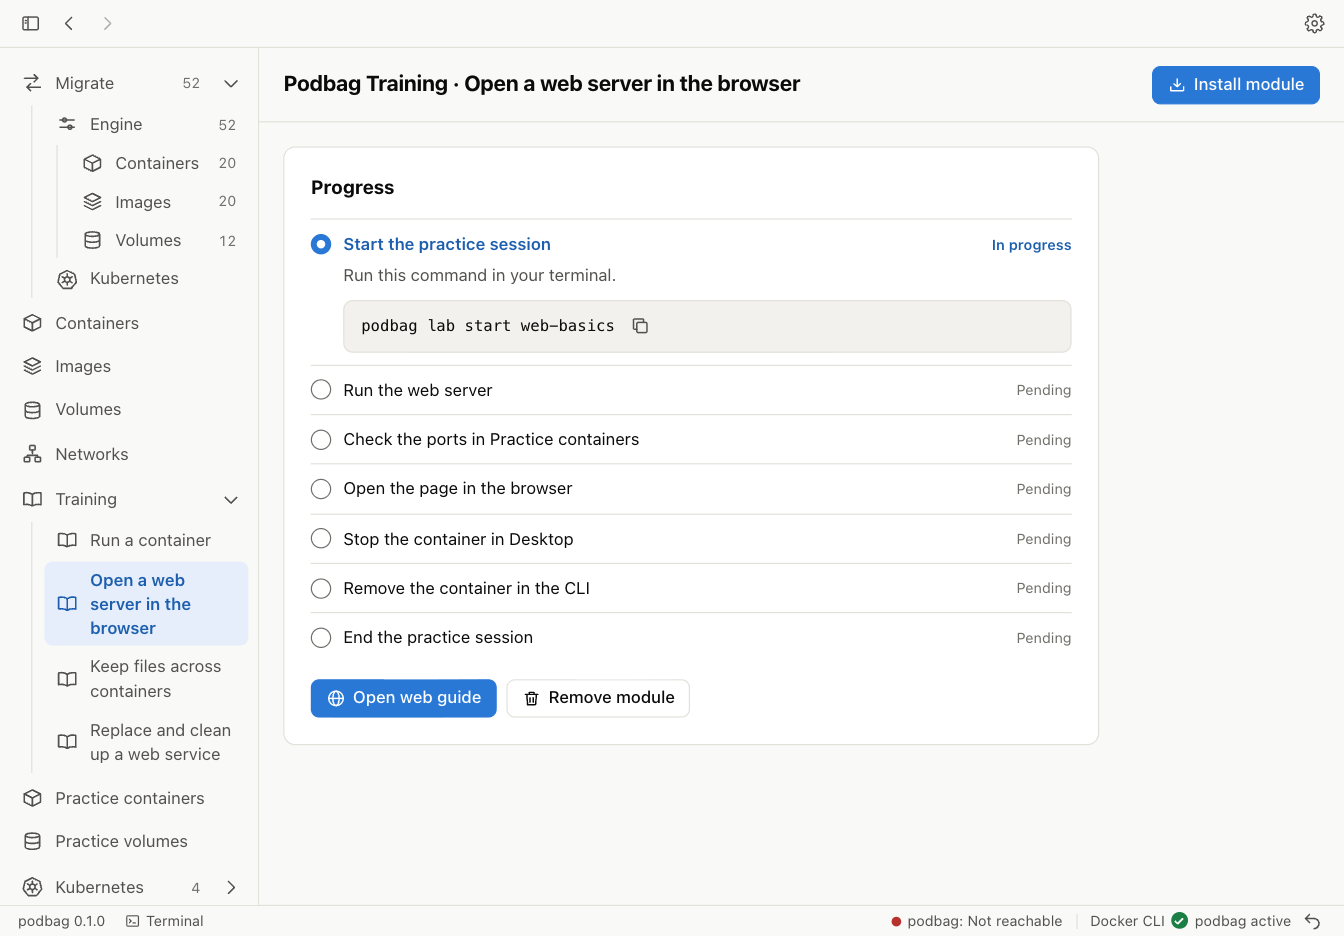 Migrate 52
Engine 52
Containers 20
Images 20
Volumes 12
Kubernetes
Containers
Images
Volumes
Networks
Training
Run a container
Open a web
server in the
browser
Keep files across
containers
Replace and clean
up a web service
Practice containers
Practice volumes
Kubernetes 4
Podbag Training · Open a web server in the browser
Install module
Progress
Start the practice session In progress
Run this command in your terminal.
podbag lab start web-basics
Run the web server Pending
Check the ports in Practice containers Pending
Open the page in the browser Pending
Stop the container in Desktop Pending
Remove the container in the CLI Pending
End the practice session Pending
Open web guide Remove module
podbag 0.1.0 Terminal podbag: Not reachable Docker CLI podbag active